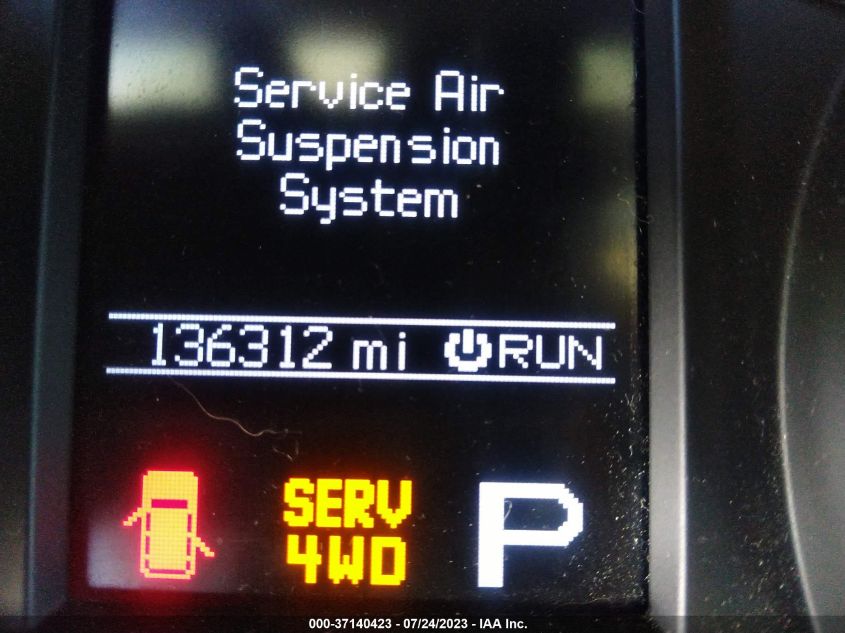 Service Air
Suspension
System
136312 mi RUN
SERV
4WD
P
000-37140423 - 07/24/2023 - IAA Inc.